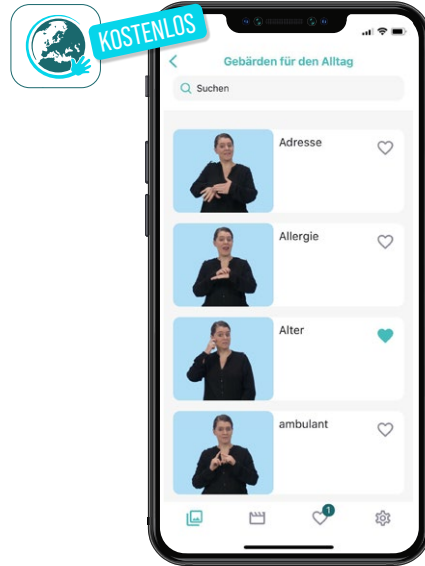 KOSTENLOS
Gebärden für den Alltag
Suchen
Adresse
Allergie
Alter
ambulant
1